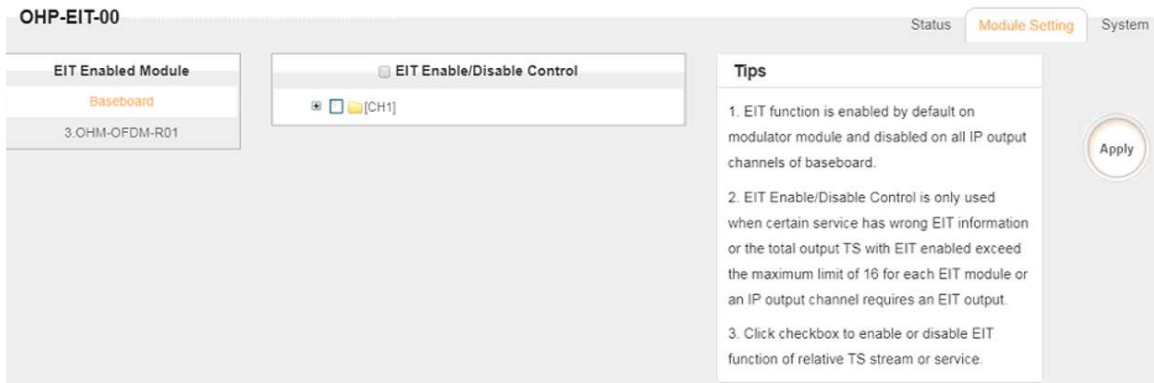 OHP-EIT-00
Status
Module Setting
System
EIT Enabled Module
Baseboard
3.OHM-OFDM-R01
EIT Enable/Disable Control
[CH1]
Tips
1. EIT function is enabled by default on
modulator module and disabled on all IP output
channels of baseboard.
2. EIT Enable/Disable Control is only used
when certain service has wrong EIT information
or the total output TS with EIT enabled exceed
the maximum limit of 16 for each EIT module or
an IP output channel requires an EIT output.
3. Click checkbox to enable or disable EIT
function of relative TS stream or service.
Apply